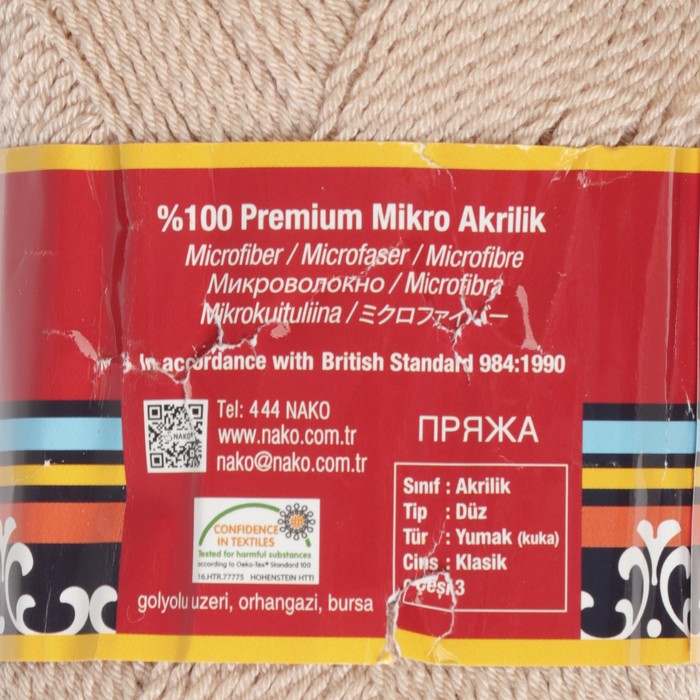 %100 Premium Mikro Akrilik
Microfiber / Microfaser / Microfibre
Микроволокно / Microfibra
Mikrokuituliina / ミクロファイバー
In accordance with British Standard 984:1990
NAKO
Tel: 444 NAKO
www.nako.com.tr
nako@nako.com.tr
CONFIDENCE
IN TEXTILES
Tested for harmful substances
according to Oeko-Tex® Standard 100
16.HTR.77775 HOHENSTEIN HTTI
golyolu uzeri, orhangazi, bursa
ПРЯЖА
Sınıf : Akrilik
Tip : Düz
Tür : Yumak (kuka)
Cins : Klasik
3